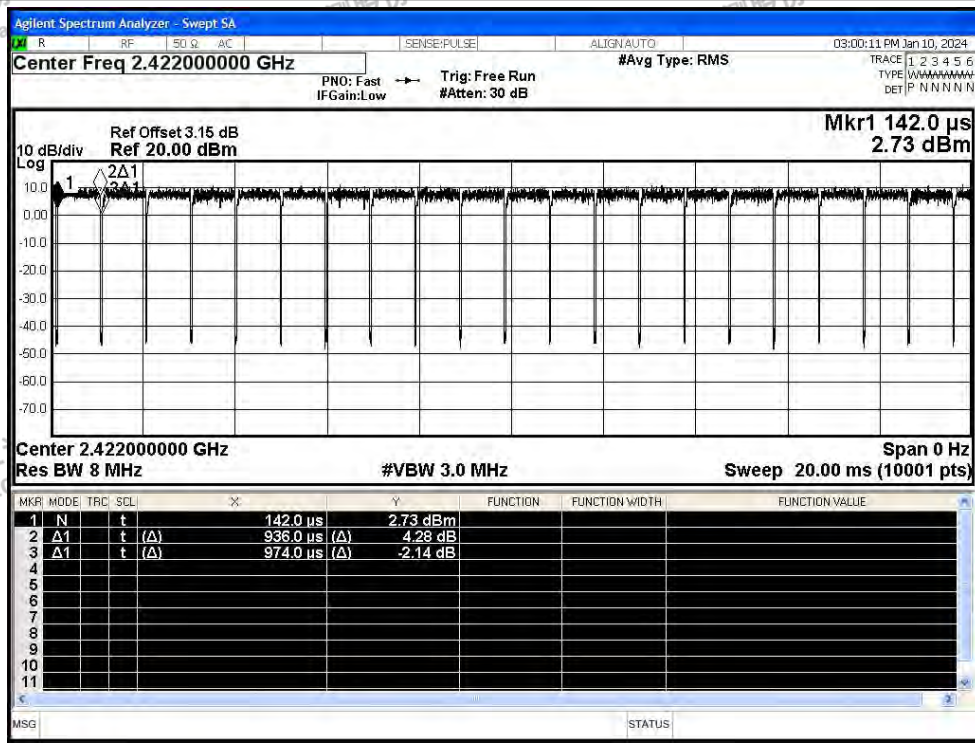 Agilent Spectrum Analyzer - Swept SA
R RF 50 Ω AC SENSE:PULSE ALIGNAUTO 03:00:11 PM Jan 10, 2024
Center Freq 2.422000000 GHz #Avg Type: RMS TRACE 1 2 3 4 5 6
PNO: Fast Trig: Free Run TYPE WWWWWW
IFGain:Low #Atten: 30 dB DET P N N N N N
Mkr1 142.0 µs
Ref Offset 3.15 dB
10 dB/div Ref 20.00 dBm 2.73 dBm
Log
1 2Δ1
3Δ1
10.0
0.00
-10.0
-20.0
-30.0
-40.0
-50.0
-60.0
-70.0
Center 2.422000000 GHz Span 0 Hz
Res BW 8 MHz #VBW 3.0 MHz Sweep 20.00 ms (10001 pts)
MKR MODE TRC SCL X Y FUNCTION FUNCTION WIDTH FUNCTION VALUE
1 N t 142.0 µs 2.73 dBm
2 Δ1 t (Δ) 936.0 µs (Δ) 4.28 dB
3 Δ1 t (Δ) 974.0 µs (Δ) -2.14 dB
4
5
6
7
8
9
10
11
MSG STATUS